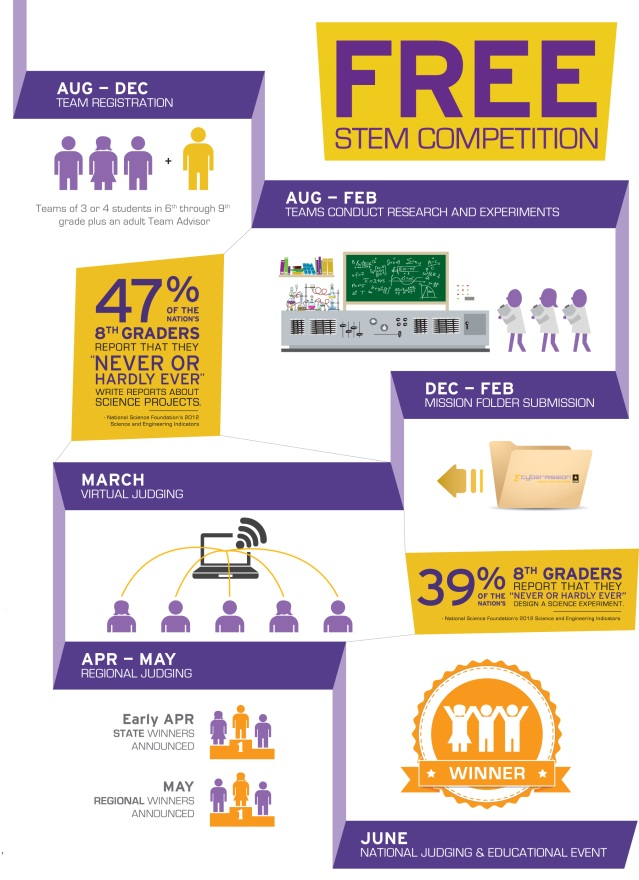 FREE
STEM COMPETITION
AUG – DEC
TEAM REGISTRATION
+
Teams of 3 or 4 students in 6th through 9th
grade plus an adult Team Advisor
AUG – FEB
TEAMS CONDUCT RESEARCH AND EXPERIMENTS
47%
OF THE
NATION'S
8TH GRADERS
REPORT THAT THEY
"NEVER OR
HARDLY EVER"
WRITE REPORTS ABOUT
SCIENCE PROJECTS.
- National Science Foundation's 2012
Science and Engineering Indicators
DEC – FEB
MISSION FOLDER SUBMISSION
ecybermission
MARCH
VIRTUAL JUDGING
39%
OF THE
NATION'S
8TH GRADERS
REPORT THAT THEY
"NEVER OR HARDLY EVER"
DESIGN A SCIENCE EXPERIMENT.
- National Science Foundation's 2012 Science and Engineering Indicators
APR – MAY
REGIONAL JUDGING
Early APR
STATE WINNERS
ANNOUNCED
1
MAY
REGIONAL WINNERS
ANNOUNCED
1
WINNER
JUNE
NATIONAL JUDGING & EDUCATIONAL EVENT